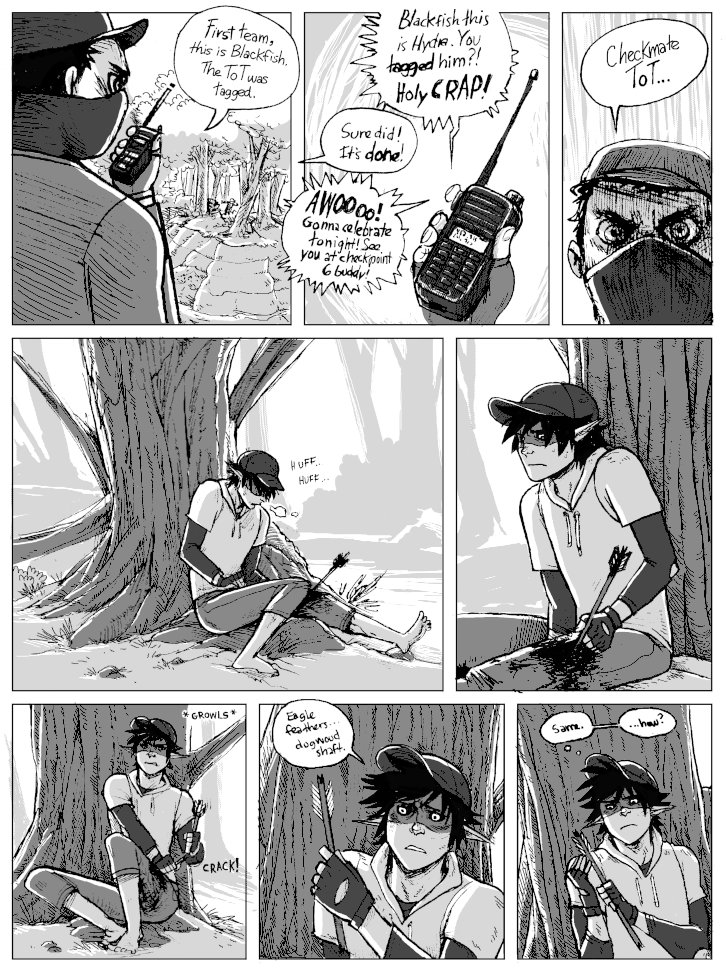 First team,
this is Blackfish.
The ToT was
tagged.
Blackfish this
is Hydra. You
tagged him?!
Holy CRAP!
Sure did!
It's done!
AWOOOO!
Gonna celebrate
tonight! See
you at checkpoint
6 buddy!
Checkmate
ToT...
HUFF..
HUFF...
*GROWLS*
CRACK!
Eagle
feathers...
dogwood
shaft.
Same.
...how?